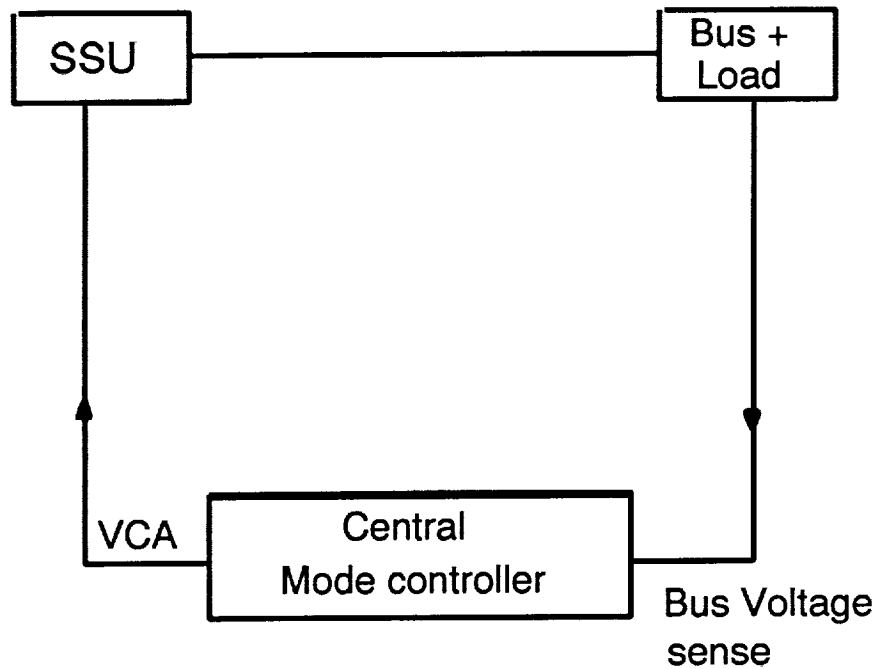 SSU
Bus +
Load
VCA
Central
Mode controller
Bus Voltage
sense